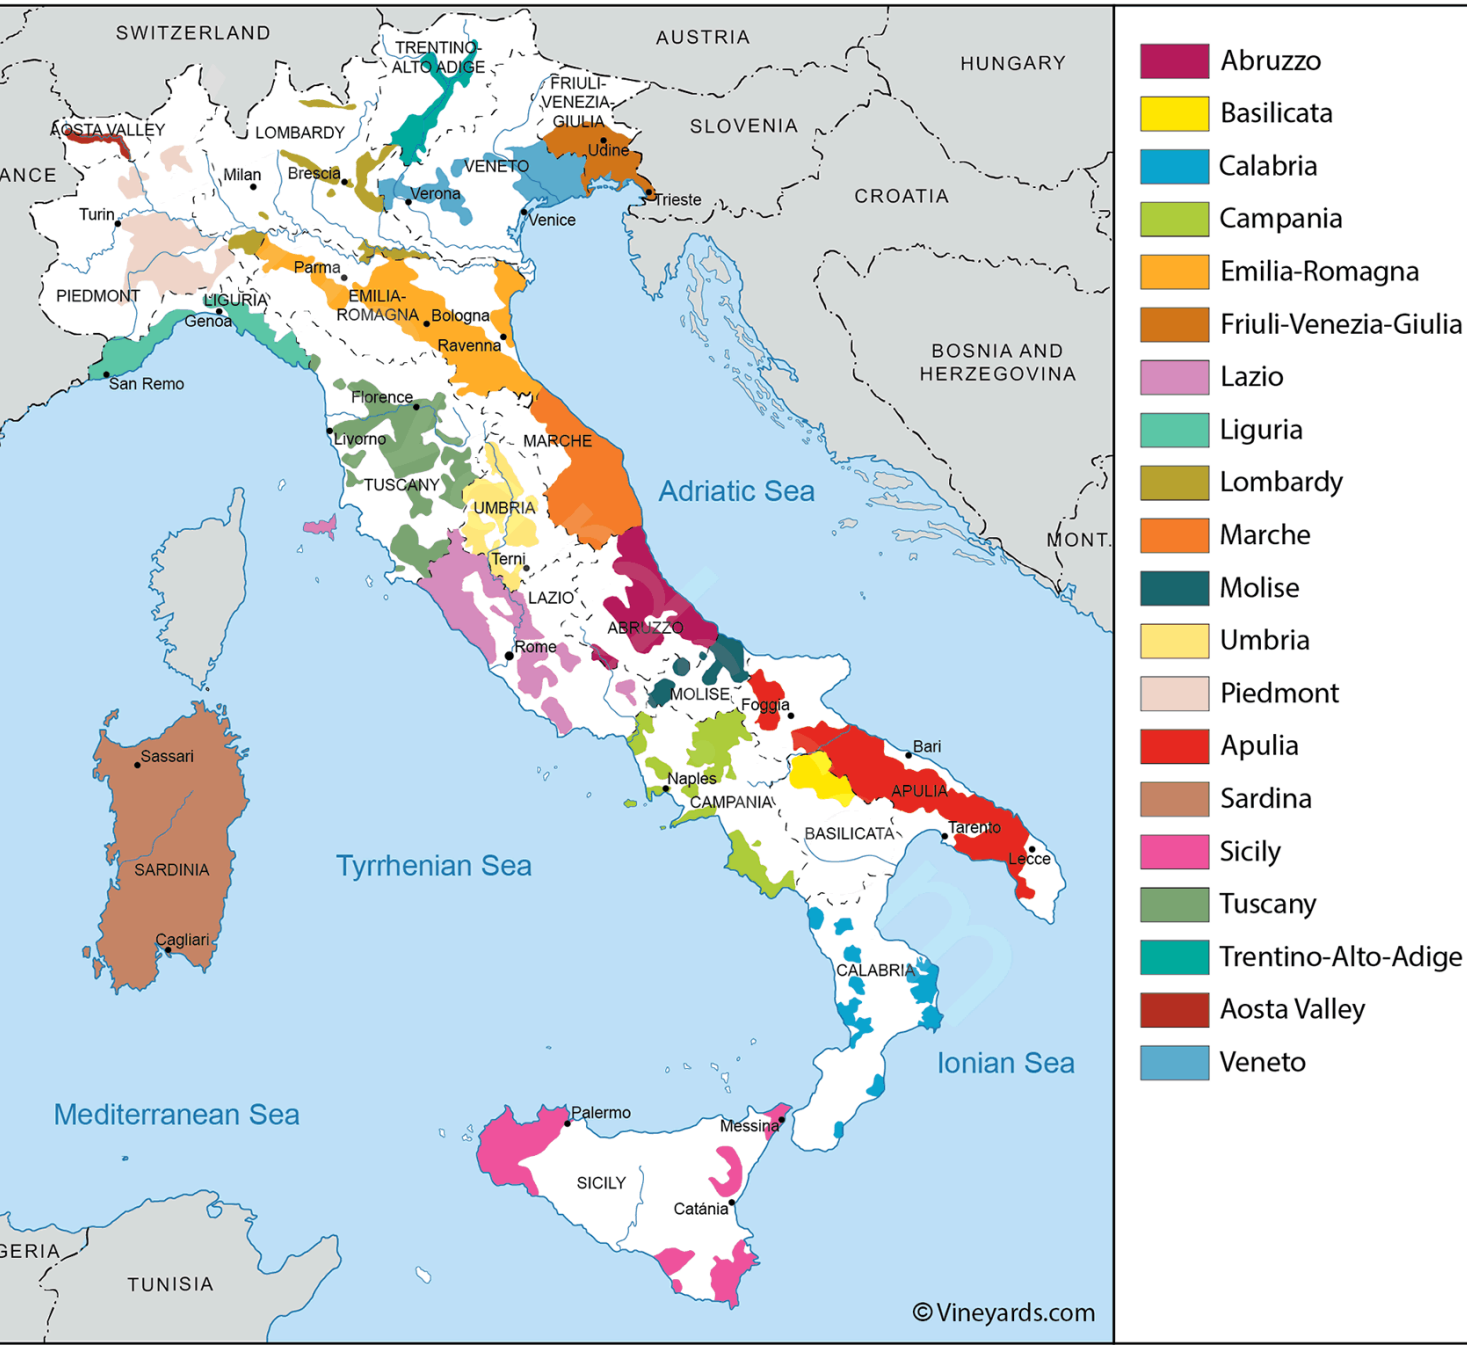 SWITZERLAND
AUSTRIA
HUNGARY
TRENTINO-
ALTO ADIGE
FRIULI-
VENEZIA-
GIULIA
SLOVENIA
AOSTA VALLEY
LOMBARDY
Udine
ANCE
Milan
Brescia
VENETO
Verona
CROATIA
Trieste
Turin
Venice
Parma
PIEDMONT
LIGURIA
EMILIA-
ROMAGNA
Bologna
Genoa
Ravenna
San Remo
BOSNIA AND
HERZEGOVINA
Florence
Livorno
MARCHE
TUSCANY
Adriatic Sea
UMBRIA
MONT.
Terni
LAZIO
ABRUZZO
Rome
MOLISE
Foggia
Sassari
Bari
Naples
CAMPANIA
APULIA
BASILICATA
Tarento
Lecce
Tyrrhenian Sea
SARDINIA
Cagliari
CALABRIA
Ionian Sea
Mediterranean Sea
Palermo
Messina
SICILY
Catánia
GERIA
TUNISIA
© Vineyards.com
Abruzzo
Basilicata
Calabria
Campania
Emilia-Romagna
Friuli-Venezia-Giulia
Lazio
Liguria
Lombardy
Marche
Molise
Umbria
Piedmont
Apulia
Sardina
Sicily
Tuscany
Trentino-Alto-Adige
Aosta Valley
Veneto